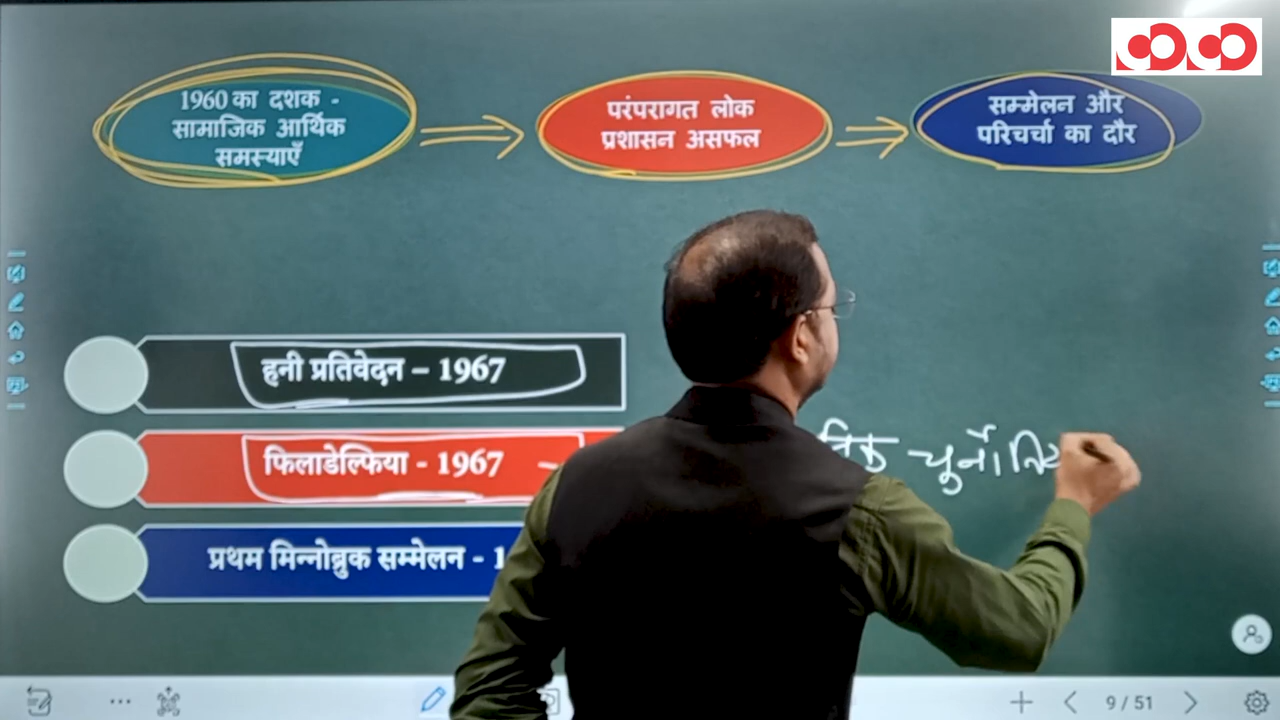 1960 का दशक -
सामाजिक आर्थिक
समस्याएँ
परंपरागत लोक
प्रशासन असफल
सम्मेलन और
परिचर्चा का दौर
हनी प्रतिवेदन – 1967
फिलाडेल्फिया - 1967
प्रथम मिन्नोब्रुक सम्मेलन -
9 / 51